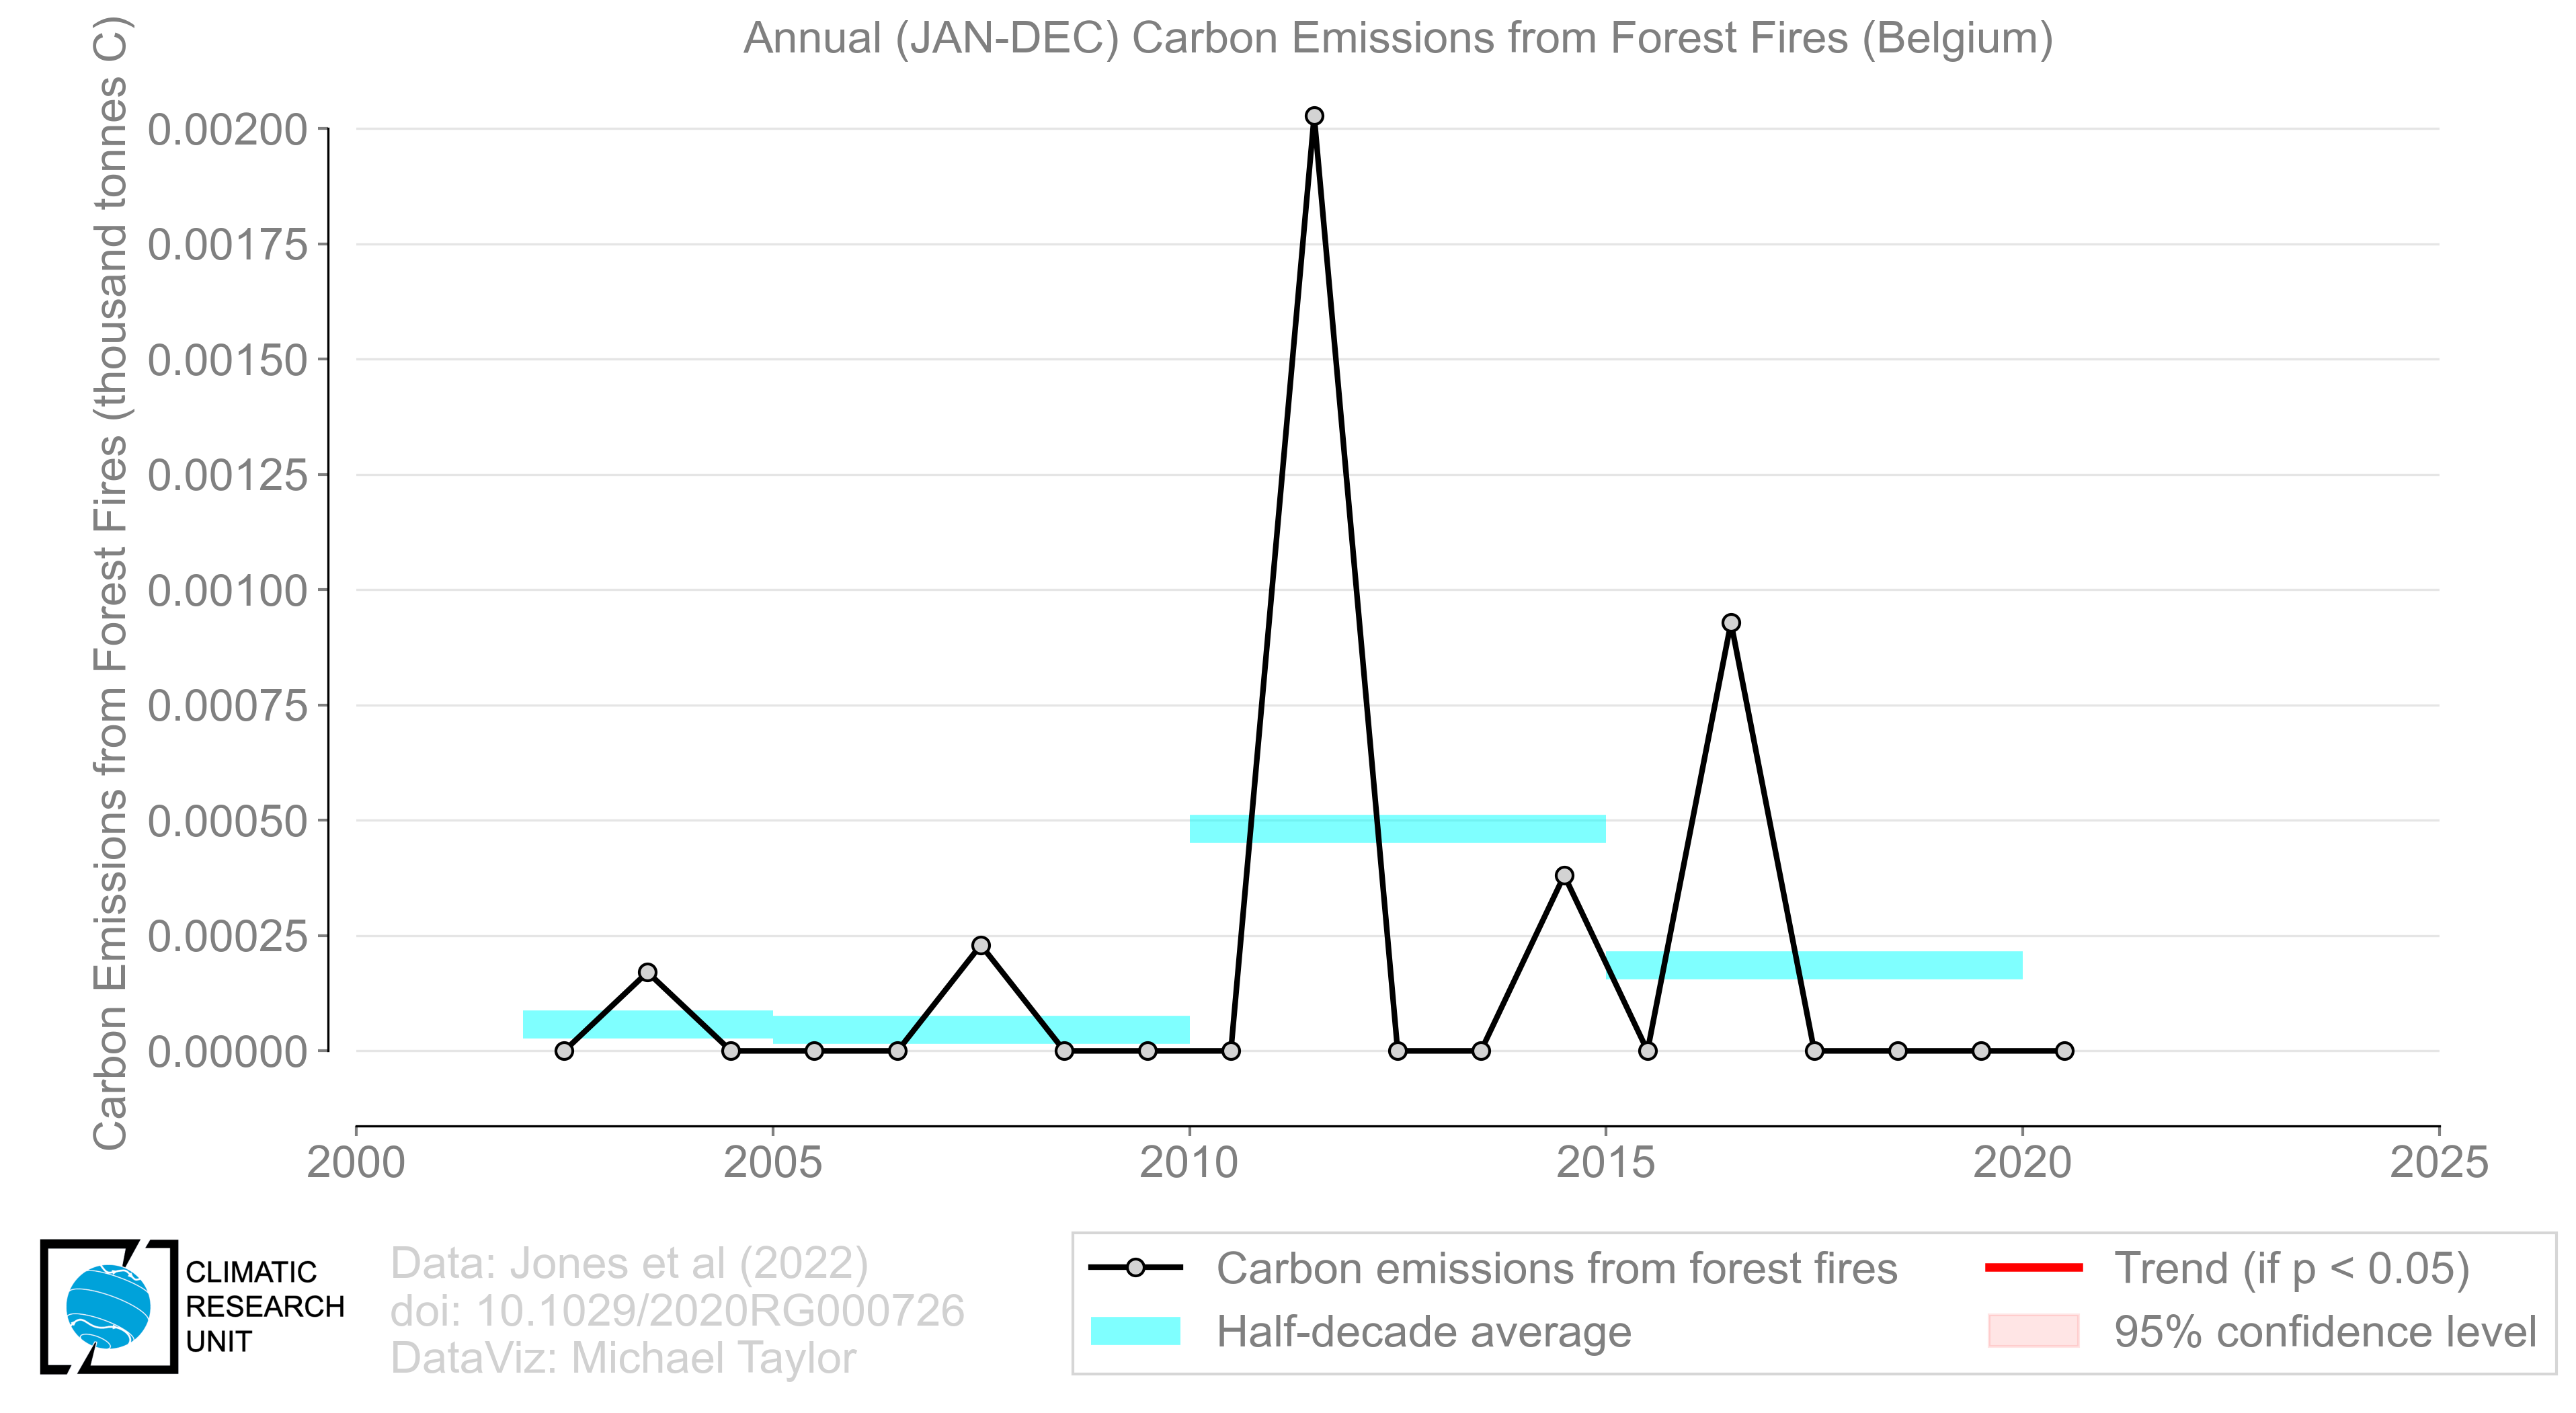 Annual (JAN-DEC) Carbon Emissions from Forest Fires (Belgium)
Carbon Emissions from Forest Fires (thousand tonnes C)
0.00200
0.00175
0.00150
0.00125
0.00100
0.00075
0.00050
0.00025
0.00000
2000 2005 2010 2015 2020 2025
CLIMATIC
RESEARCH
UNIT
Data: Jones et al (2022)
doi: 10.1029/2020RG000726
DataViz: Michael Taylor
Carbon emissions from forest fires
Half-decade average
Trend (if p < 0.05)
95% confidence level